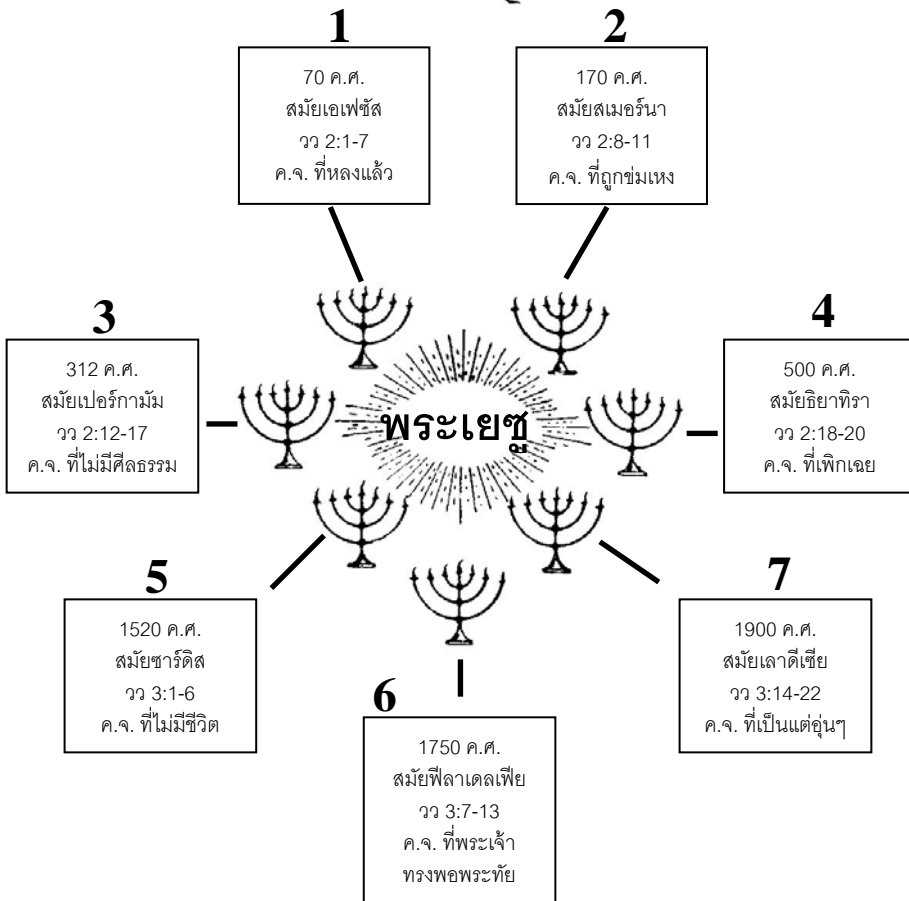 1
70 ค.ศ.
สมัยเอเฟซัส
วว 2:1-7
ค.จ. ที่หลงแล้ว
2
170 ค.ศ.
สมัยสเมอร์นา
วว 2:8-11
ค.จ. ที่ถูกข่มเหง
3
312 ค.ศ.
สมัยเปอร์กามัม
วว 2:12-17
ค.จ. ที่ไม่มีศีลธรรม
พระเยซู
4
500 ค.ศ.
สมัยธิยาทิรา
วว 2:18-20
ค.จ. ที่เพิกเฉย
5
1520 ค.ศ.
สมัยซาร์ดิส
วว 3:1-6
ค.จ. ที่ไม่มีชีวิต
6
1750 ค.ศ.
สมัยฟีลาเดลเฟีย
วว 3:7-13
ค.จ. ที่พระเจ้า
ทรงพอพระทัย
7
1900 ค.ศ.
สมัยเลาดีเซีย
วว 3:14-22
ค.จ. ที่เป็นแต่อุ่นๆ